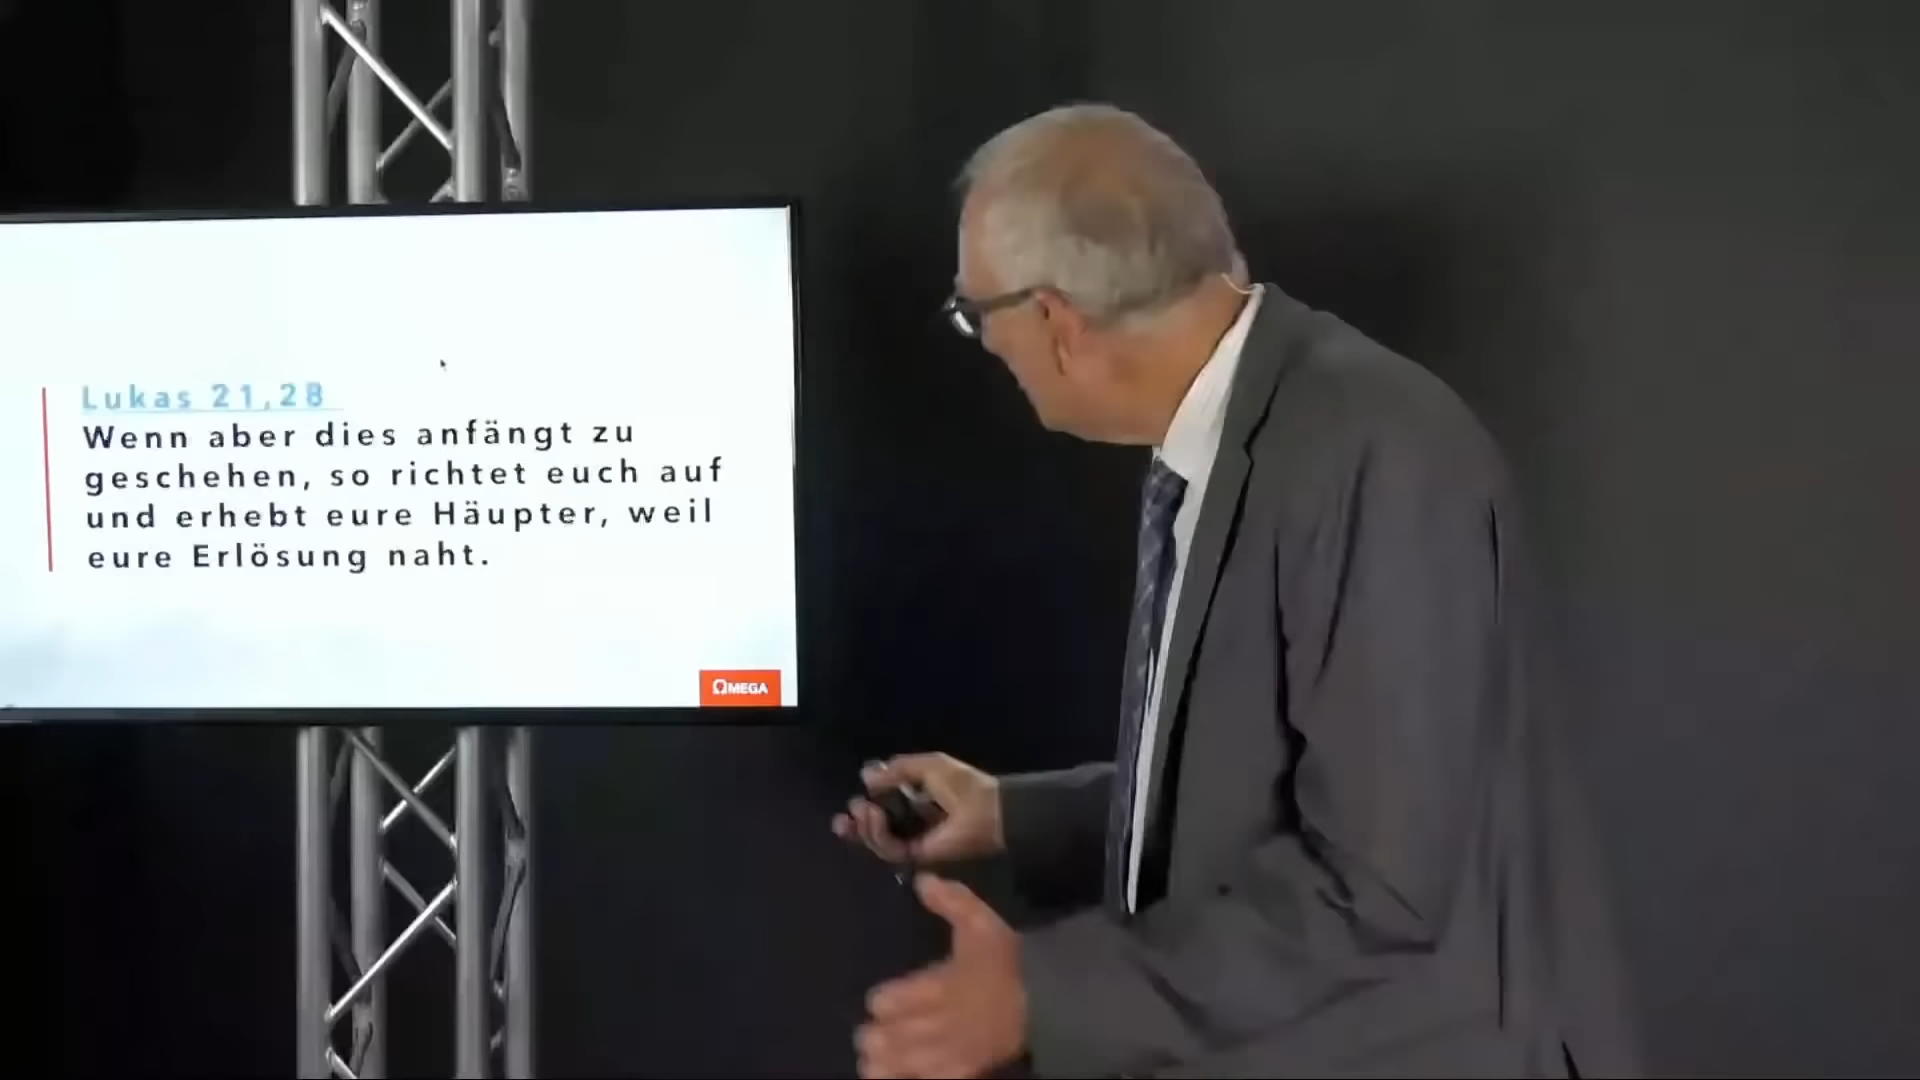 Lukas 21,28
Wenn aber dies anfängt zu
geschehen, so richtet euch auf
und erhebt eure Häupter, weil
eure Erlösung naht.
ΩMEGA